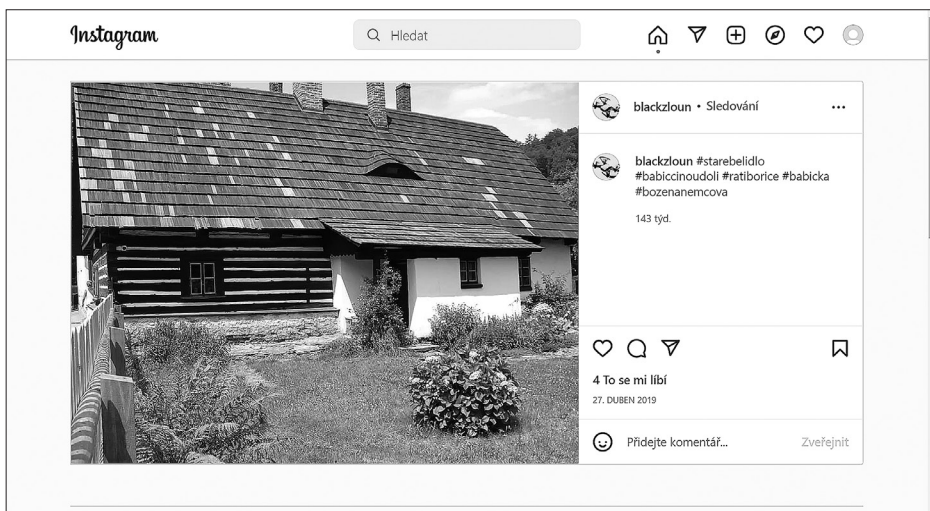 Instagram
Hledat
blackzloun • Sledování
blackzloun #starebelidlo
#babiccinoudoli #ratiborice #babicka
#bozenanemcova
143 týd.
4 To se mi líbí
27. DUBEN 2019
Přidejte komentář...
Zveřejnit